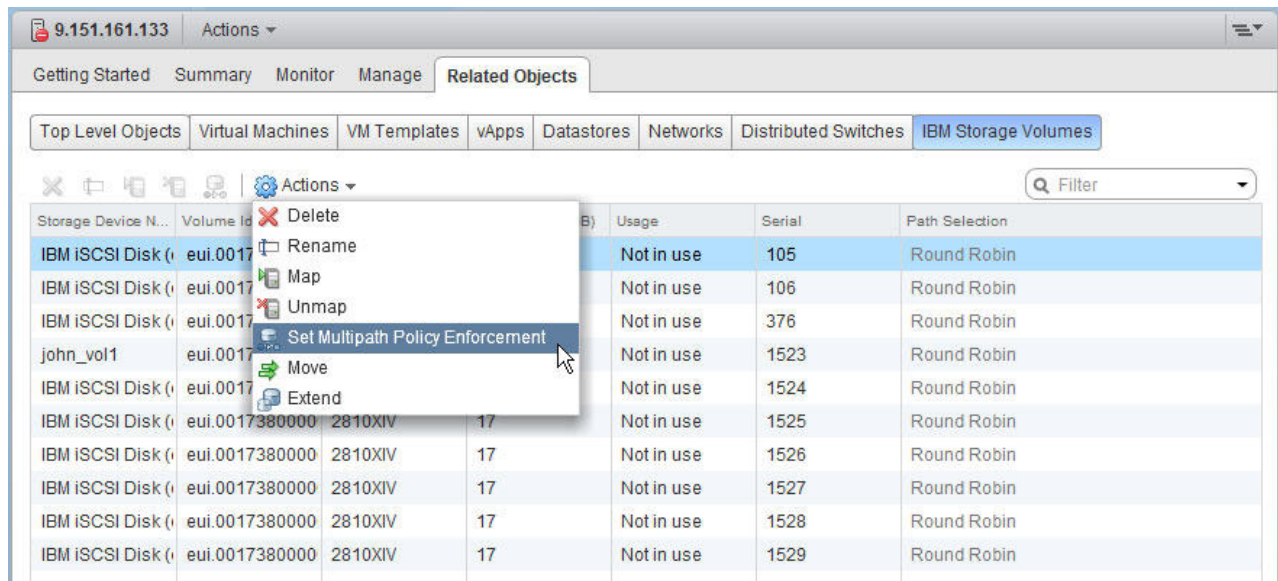 9.151.161.133 Actions
Getting Started Summary Monitor Manage Related Objects
Top Level Objects Virtual Machines VM Templates vApps Datastores Networks Distributed Switches IBM Storage Volumes
Actions Filter
Storage Device N... Volume Id B) Usage Serial Path Selection
Delete
IBM iSCSI Disk ( eui.0017 Not in use 105 Round Robin
Rename
IBM iSCSI Disk ( eui.0017 Not in use 106 Round Robin
Map
IBM iSCSI Disk ( eui.0017 Not in use 376 Round Robin
Unmap
Set Multipath Policy Enforcement
john_vol1 eui.0017 Not in use 1523 Round Robin
Move
IBM iSCSI Disk ( eui.0017 Not in use 1524 Round Robin
Extend
IBM iSCSI Disk ( eui.0017380000 2810XIV 17 Not in use 1525 Round Robin
IBM iSCSI Disk ( eui.0017380000 2810XIV 17 Not in use 1526 Round Robin
IBM iSCSI Disk ( eui.0017380000 2810XIV 17 Not in use 1527 Round Robin
IBM iSCSI Disk ( eui.0017380000 2810XIV 17 Not in use 1528 Round Robin
IBM iSCSI Disk ( eui.0017380000 2810XIV 17 Not in use 1529 Round Robin